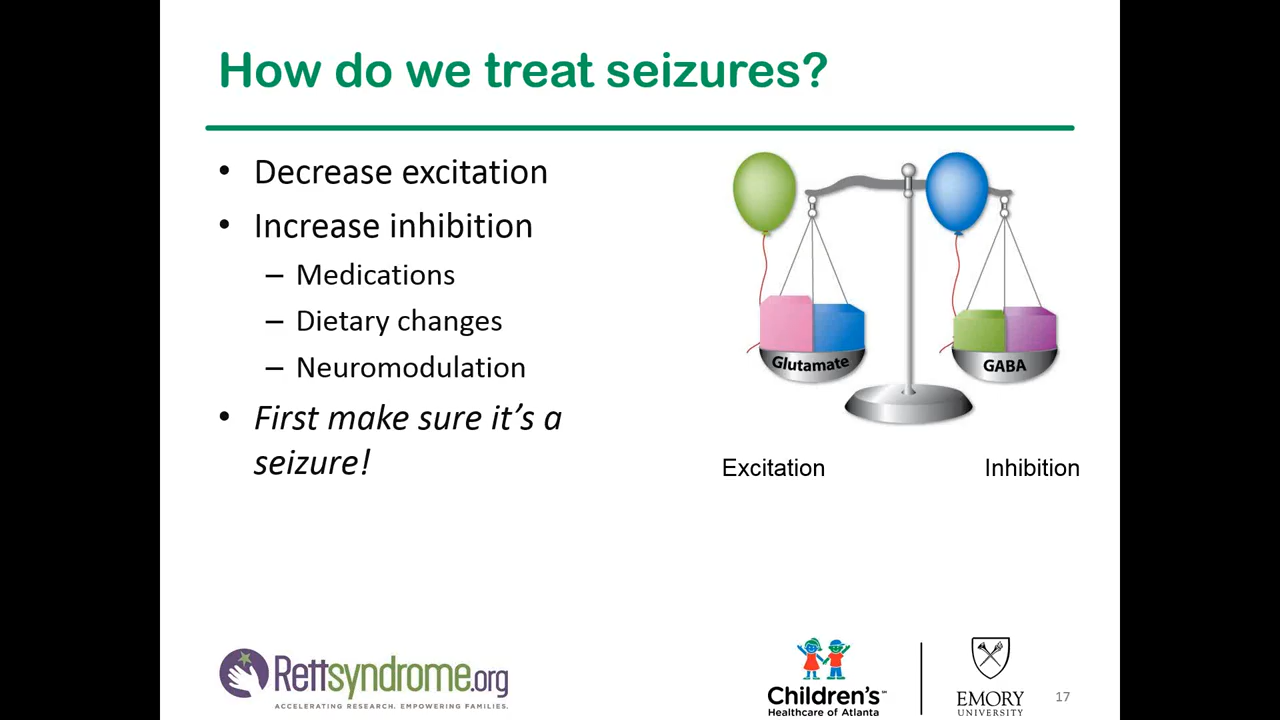 How do we treat seizures?
• Decrease excitation
• Increase inhibition
– Medications
– Dietary changes
– Neuromodulation
• First make sure it’s a
seizure!
Glutamate
GABA
Excitation
Inhibition
Rettsyndrome.org
ACCELERATING RESEARCH. EMPOWERING FAMILIES.
Children's™
Healthcare of Atlanta
EMORY
UNIVERSITY
17